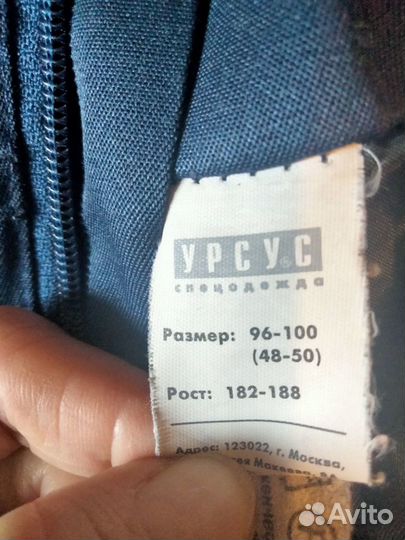 УРСУС
спецодежда
Размер: 96-100
(48-50)
Рост: 182-188
Адрес: 123022, г. Москва,
Avito